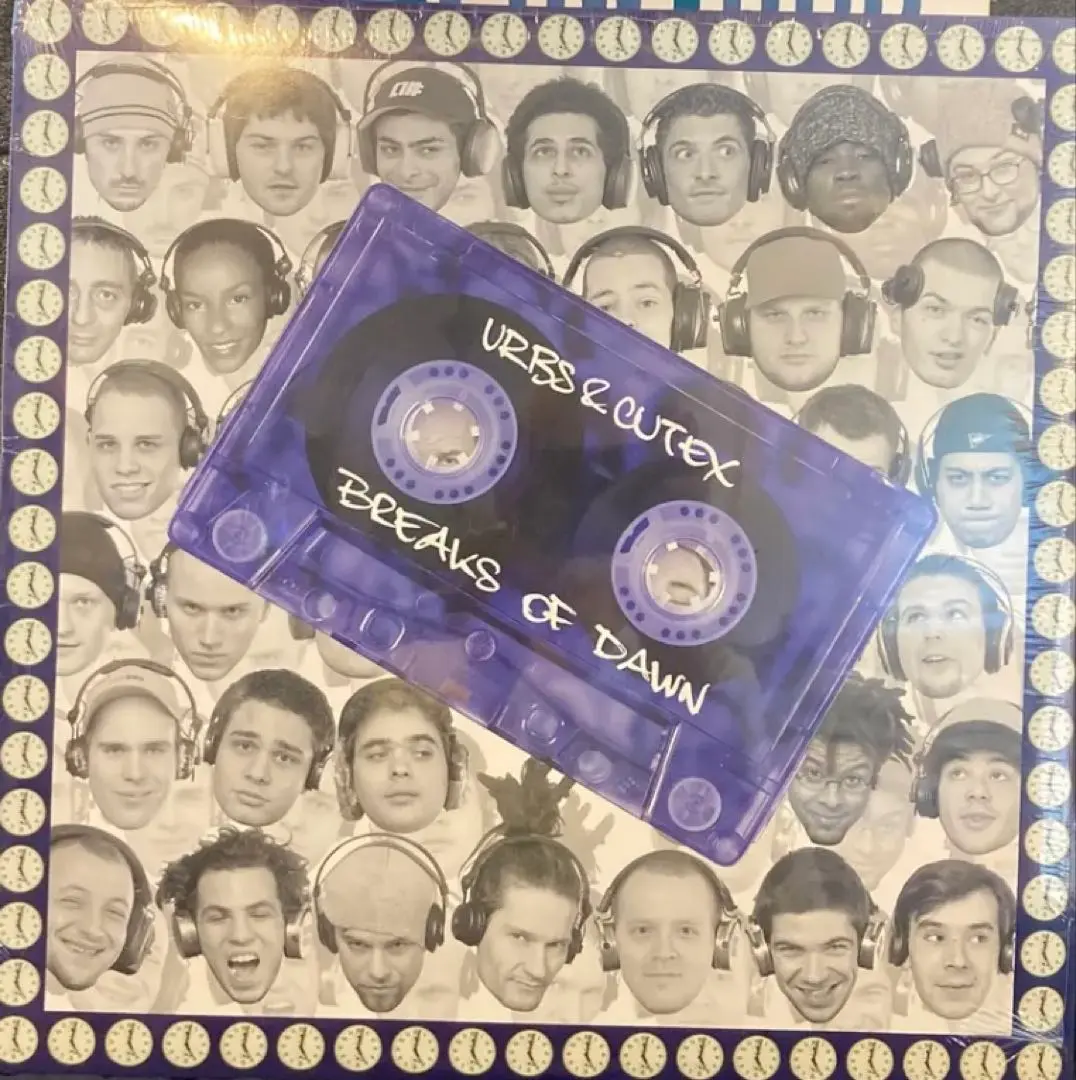 URBS & CUTEX
BREAKS OF DAWN